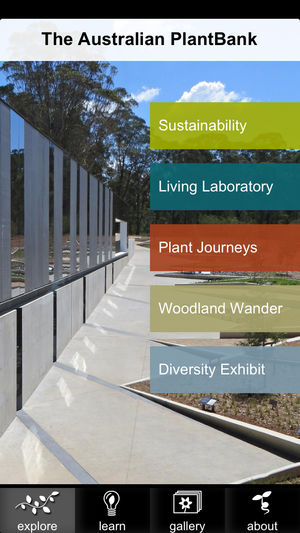 The Australian PlantBank
Sustainability
Living Laboratory
Plant Journeys
Woodland Wander
Diversity Exhibit
explore
learn
gallery
about